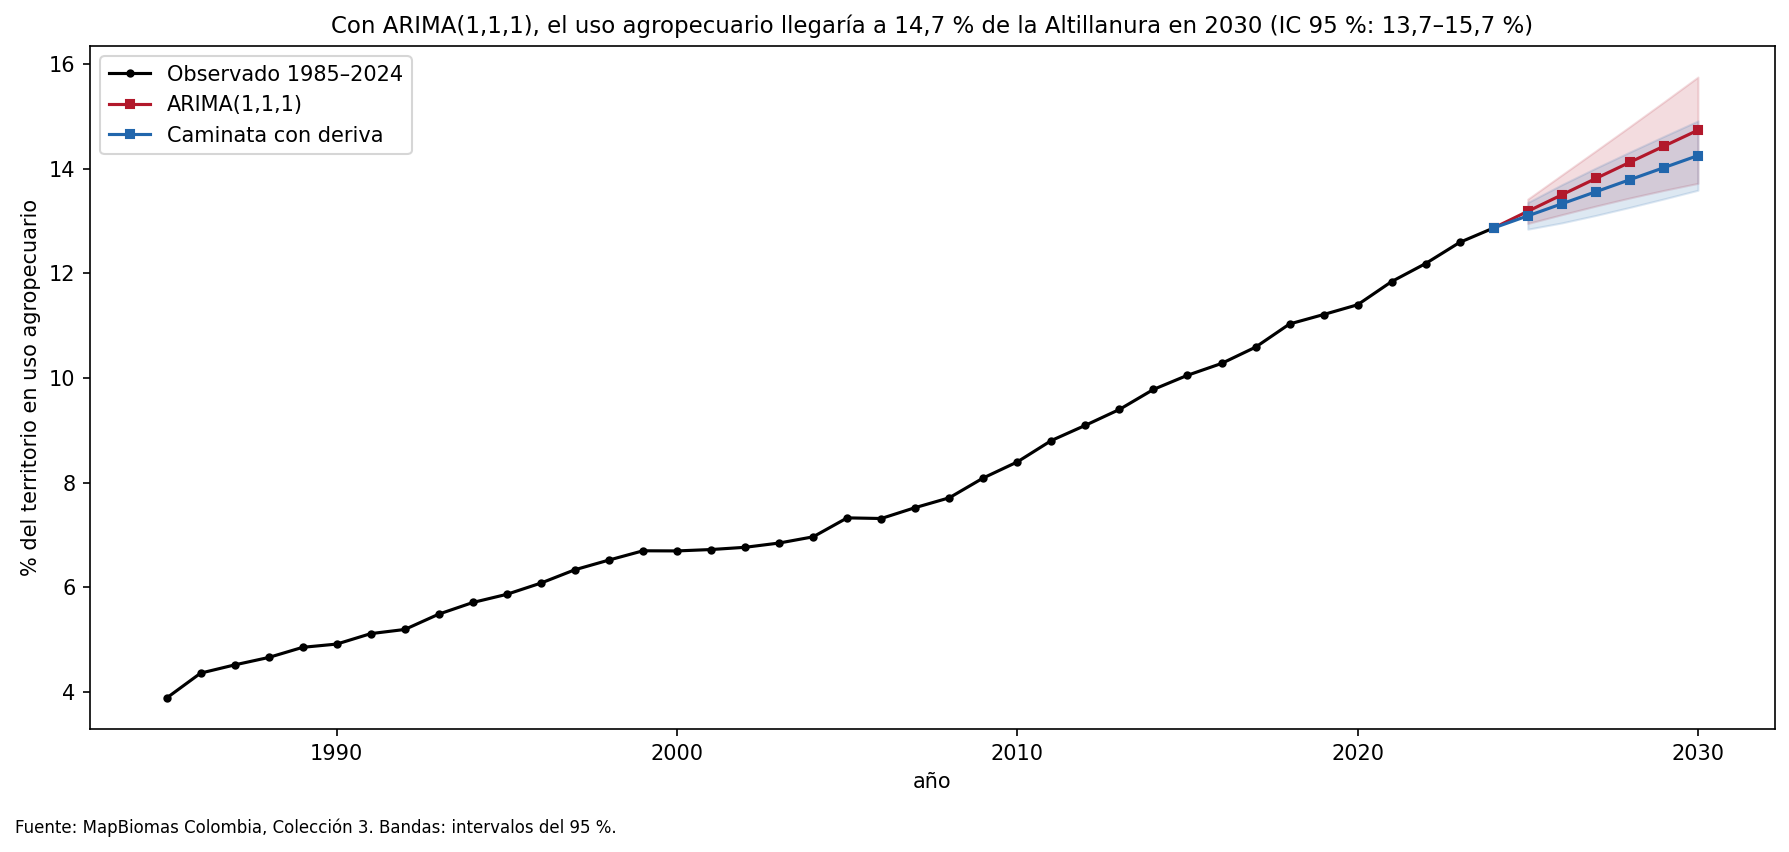 Con ARIMA(1,1,1), el uso agropecuario llegaría a 14,7 % de la Altillanura en 2030 (IC 95 %: 13,7–15,7 %)
Observado 1985–2024
ARIMA(1,1,1)
Caminata con deriva
% del territorio en uso agropecuario
16
14
12
10
8
6
4
1990
2000
2010
2020
2030
año
Fuente: MapBiomas Colombia, Colección 3. Bandas: intervalos del 95 %.